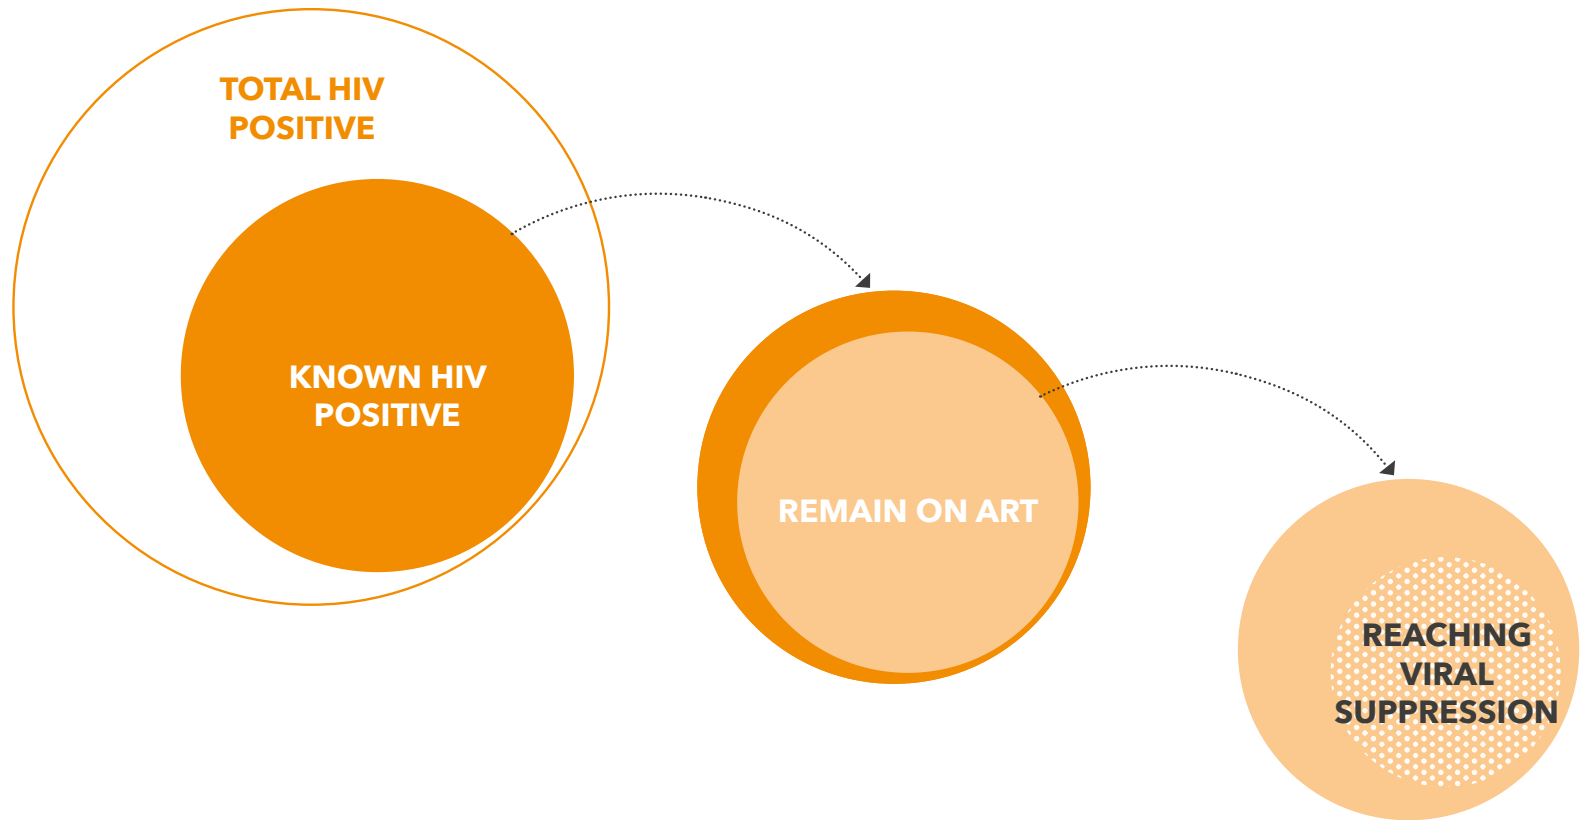 TOTAL HIV
POSITIVE
KNOWN HIV
POSITIVE
REMAIN ON ART
REACHING
VIRAL
SUPPRESSION